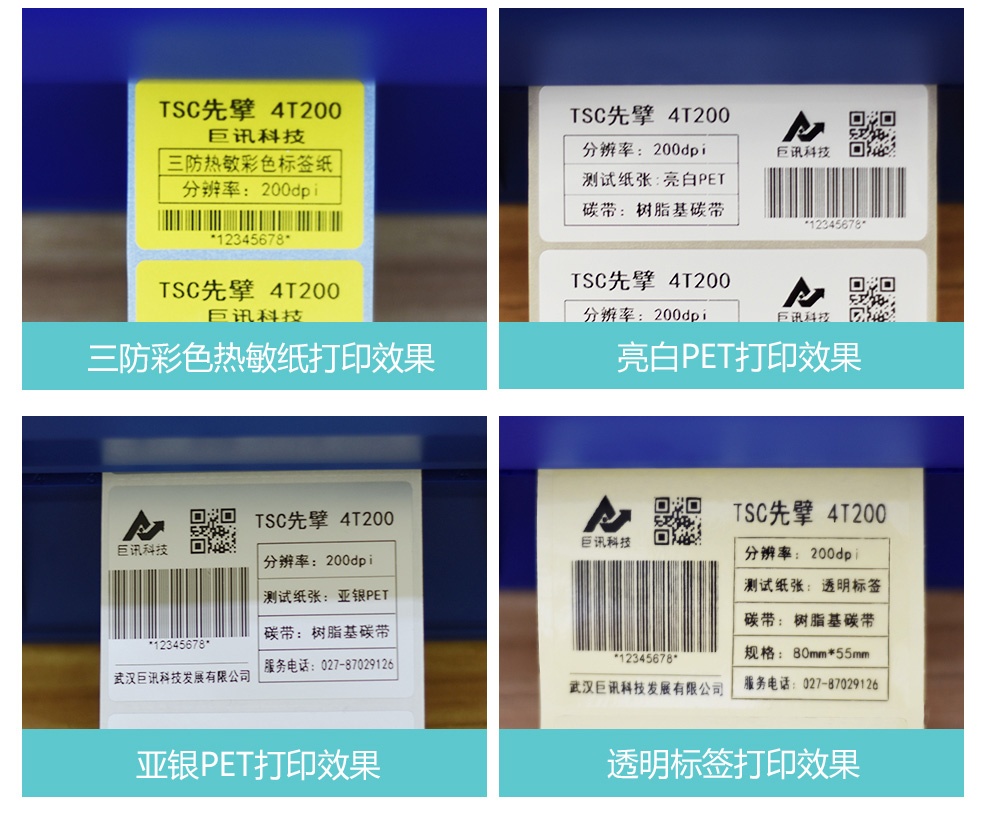 TSC先擘 4T200
巨讯科技
三防热敏彩色标签纸
分辨率：200dpi
*12345678*
TSC先擘 4T200
巨讯科技
三防彩色热敏纸打印效果
TSC先擘 4T200
分辨率：200dpi
测试纸张:亮白PET
碳带：树脂基碳带
巨讯科技
*12345678*
TSC先擘 4T200
分辨率：200dpi
巨讯科技
亮白PET打印效果
巨讯科技
TSC先擘 4T200
分辨率：200dpi
测试纸张：亚银PET
碳带：树脂基碳带
服务电话：027-87029126
*12345678*
武汉巨讯科技发展有限公司
亚银PET打印效果
巨讯科技
TSC先擘 4T200
分辨率：200dpi
测试纸张：透明标签
碳带：树脂基碳带
规格：80mm*55mm
服务电话：027-87029126
*12345678*
武汉巨讯科技发展有限公司
透明标签打印效果